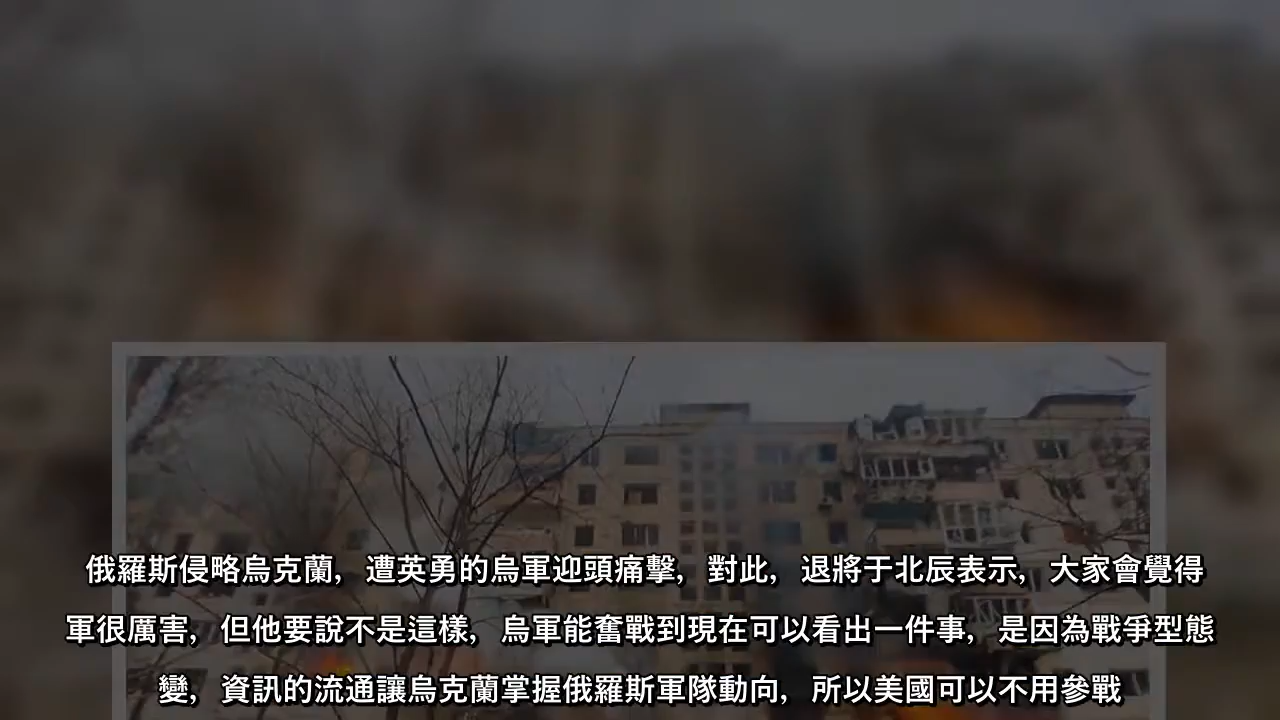 俄羅斯侵略烏克蘭，遭英勇的烏軍迎頭痛擊，對此，退將于北辰表示，大家會覺得
軍很厲害，但他要說不是這樣，烏軍能奮戰到現在可以看出一件事，是因為戰爭型態
變，資訊的流通讓烏克蘭掌握俄羅斯軍隊動向，所以美國可以不用參戰